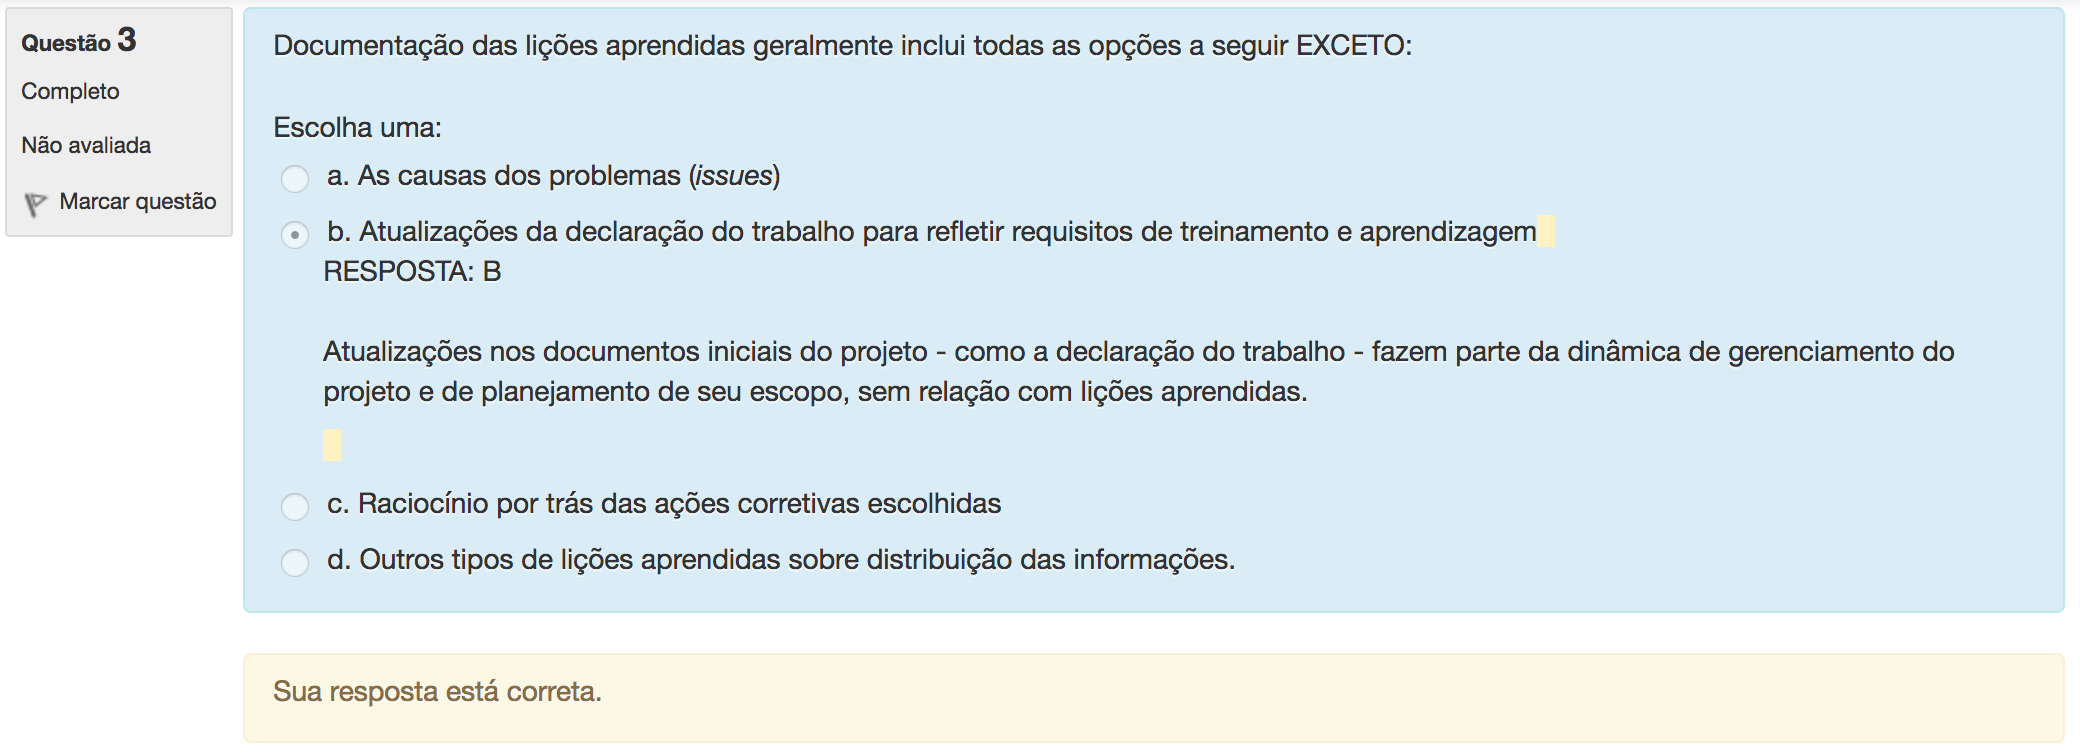 Questão 3
Completo
Não avaliada
Marcar questão
Documentação das lições aprendidas geralmente inclui todas as opções a seguir EXCETO:
Escolha uma:
a. As causas dos problemas (issues)
b. Atualizações da declaração do trabalho para refletir requisitos de treinamento e aprendizagem
RESPOSTA: B
Atualizações nos documentos iniciais do projeto - como a declaração do trabalho - fazem parte da dinâmica de gerenciamento do
projeto e de planejamento de seu escopo, sem relação com lições aprendidas.
c. Raciocínio por trás das ações corretivas escolhidas
d. Outros tipos de lições aprendidas sobre distribuição das informações.
Sua resposta está correta.